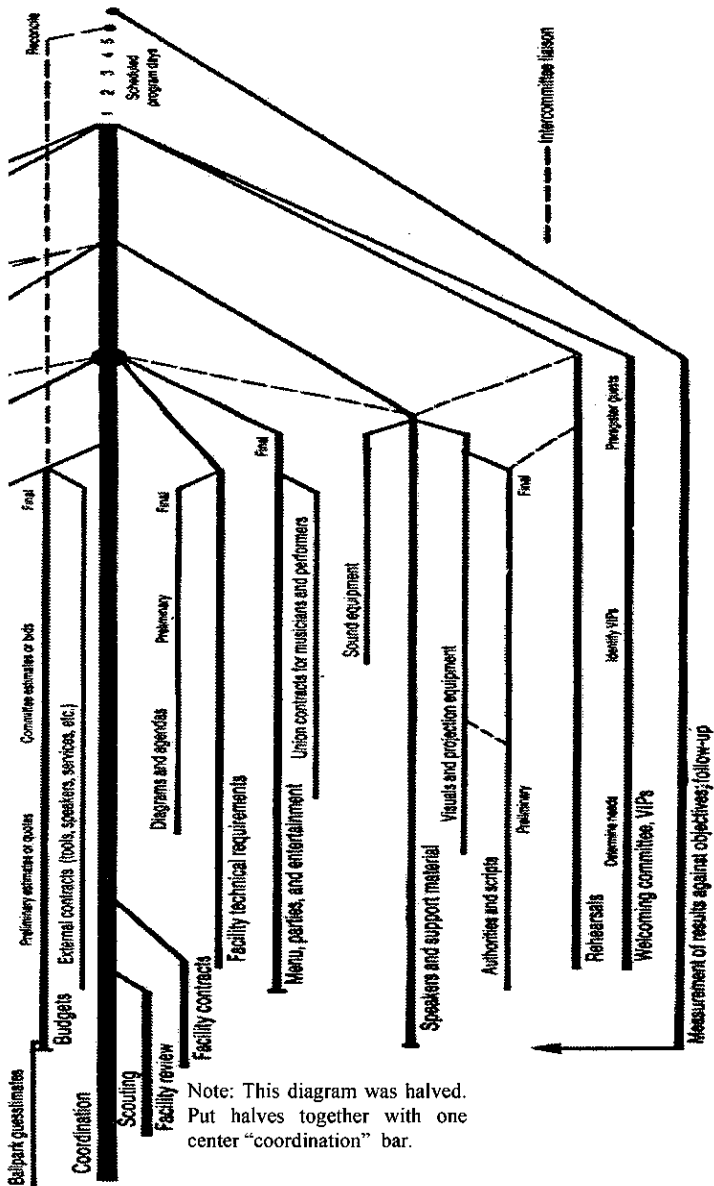 Ballpark guesstimates
Budgets
Preliminary estimates or quotes
Committee estimates or bids
Final
Reconcile
External contracts (tools, speakers, services, etc.)
Coordination
1 2 3 4 5 6
Scheduled
program days
Scouting
Facility review
Facility contracts
Diagrams and agendas
Preliminary
Final
Facility technical requirements
Menu, parties, and entertainment
Final
Union contracts for musicians and performers
Sound equipment
Speakers and support material
Visuals and projection equipment
Authorities and scripts
Preliminary
Final
Rehearsals
Determine needs
Identify VIPs
guests
Welcoming committee, VIPs
Measurement of results against objectives; follow-up
Intercommittee liaison
Note: This diagram was halved.
Put halves together with one
center “coordination” bar.